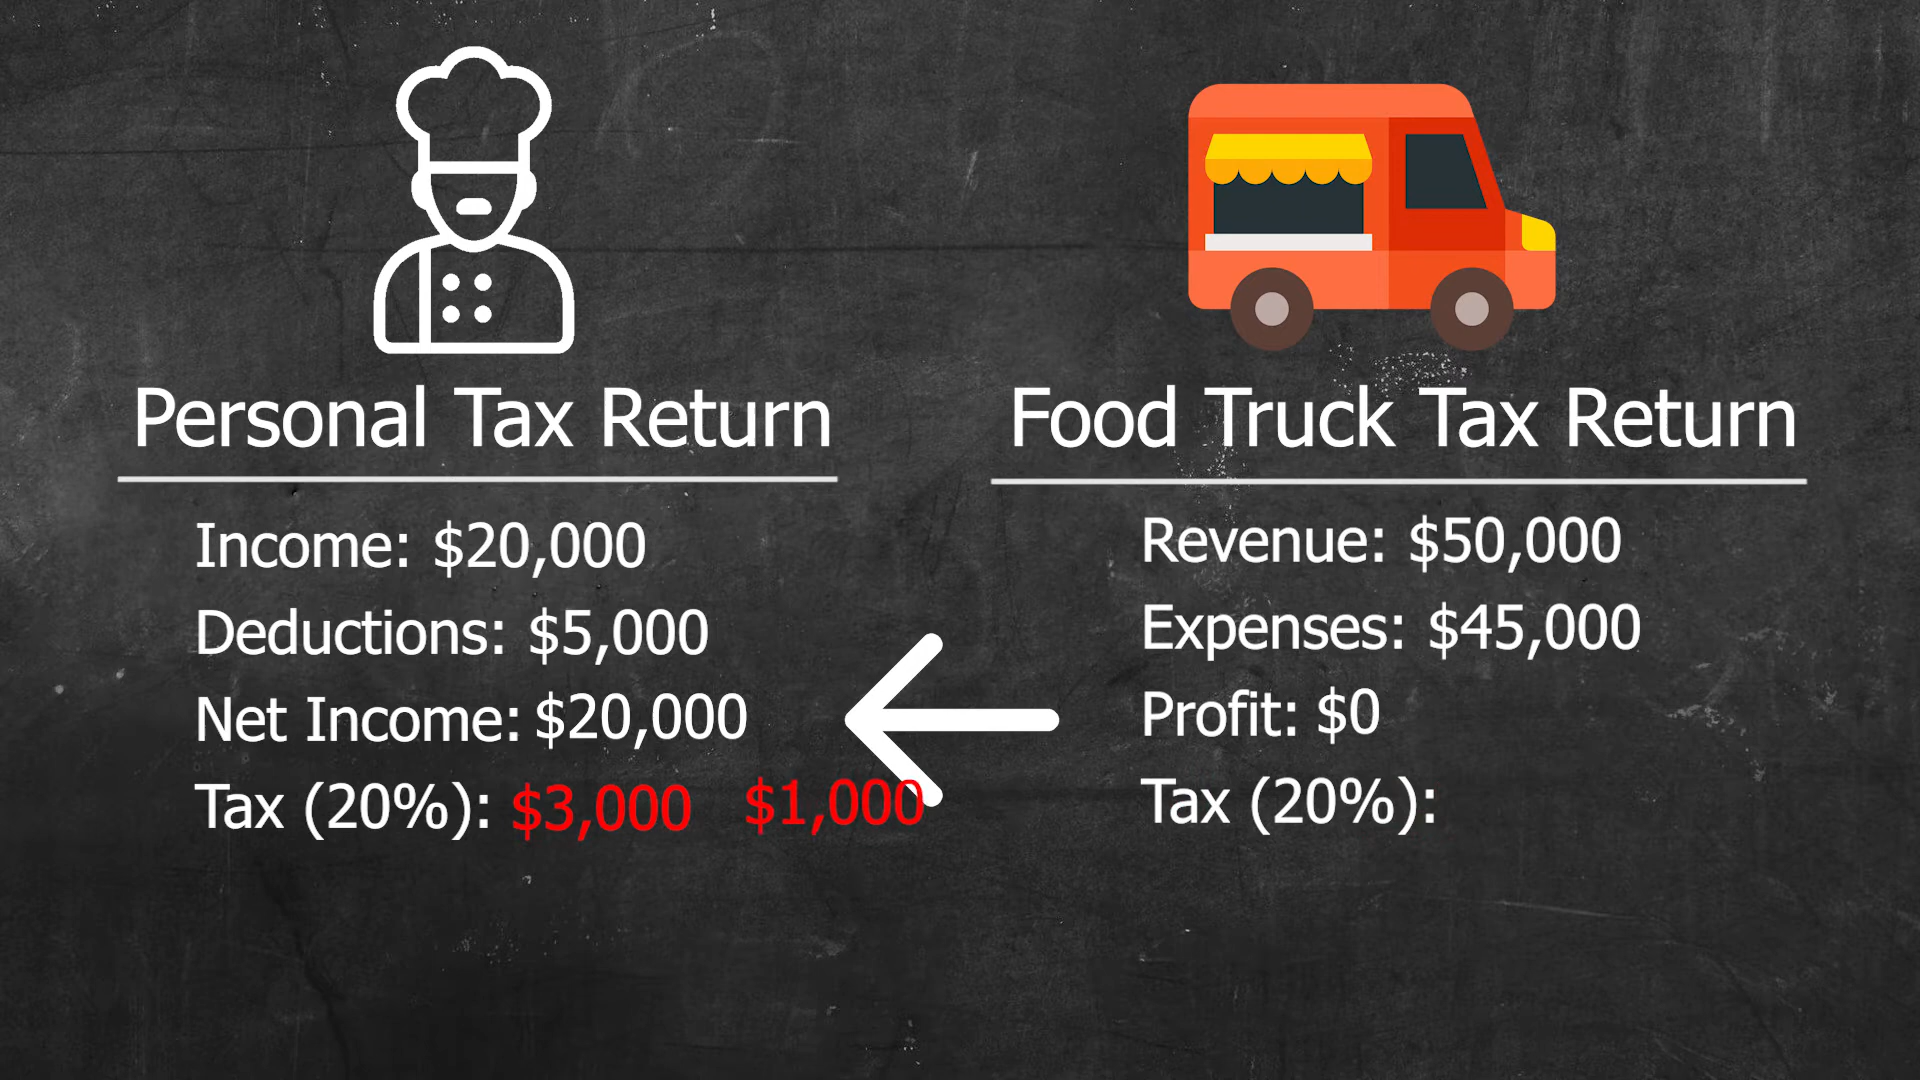 Personal Tax Return
Income: $20,000
Deductions: $5,000
Net Income: $20,000
Tax (20%): $3,000 $1,000
Food Truck Tax Return
Revenue: $50,000
Expenses: $45,000
Profit: $0
Tax (20%):